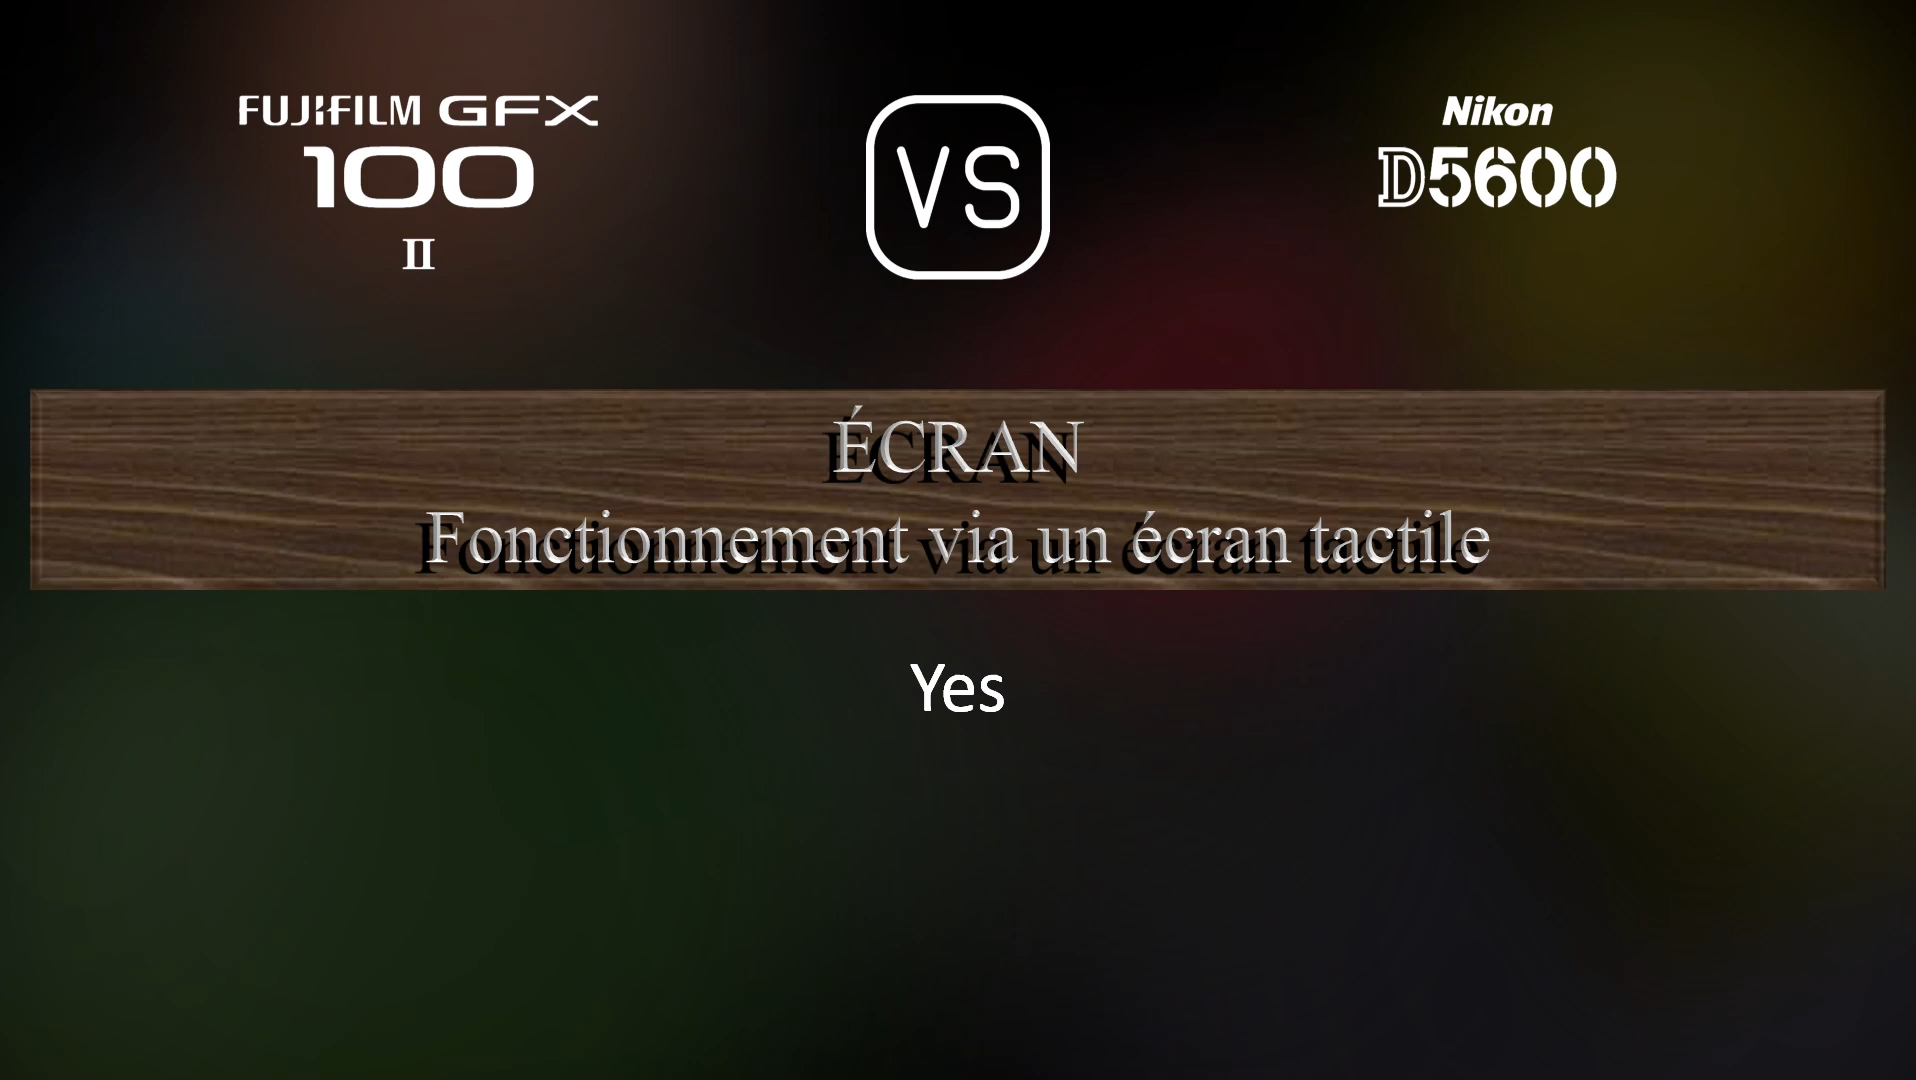 FUJIFILM GFX
100
II
VS
Nikon
D5600
ÉCRAN
Fonctionnement via un écran tactile
Yes